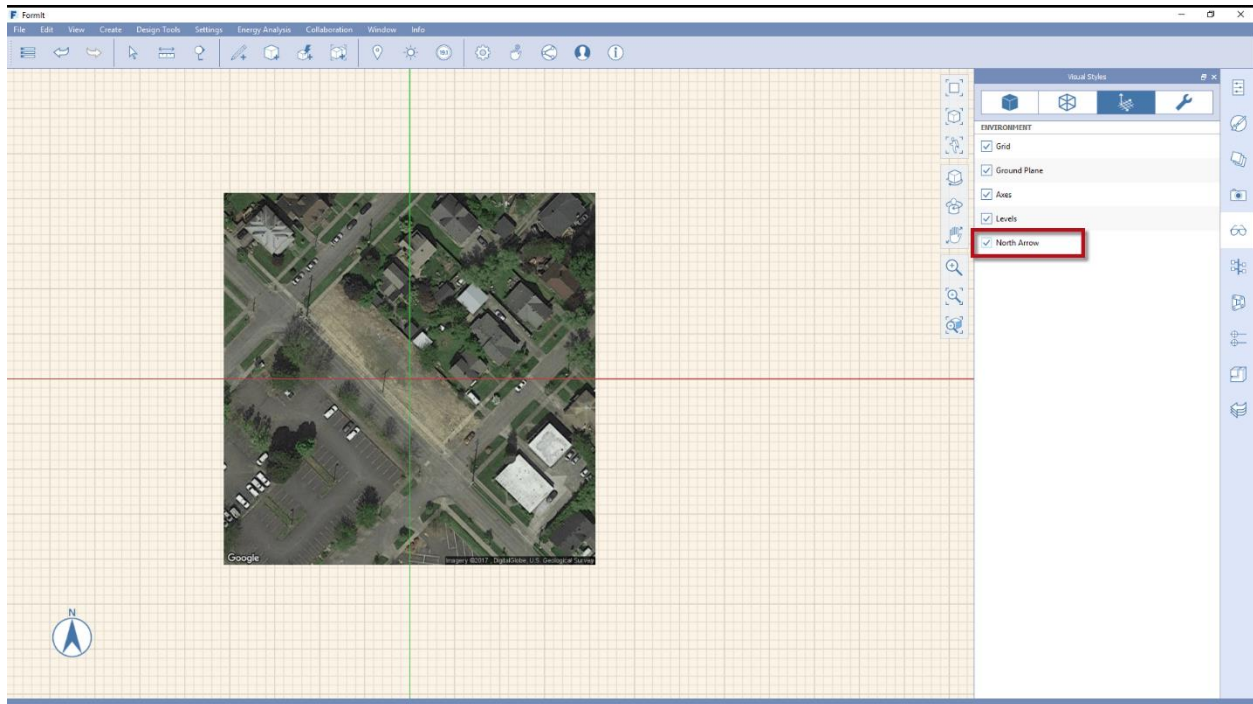 FormIt
File Edit View Create Design Tools Settings Energy Analysis Collaboration Window Info
Visual Styles
ENVIRONMENT
Grid
Ground Plane
Axes
Levels
North Arrow
Google
Imagery ©2017 , DigitalGlobe, U.S. Geological Survey
N